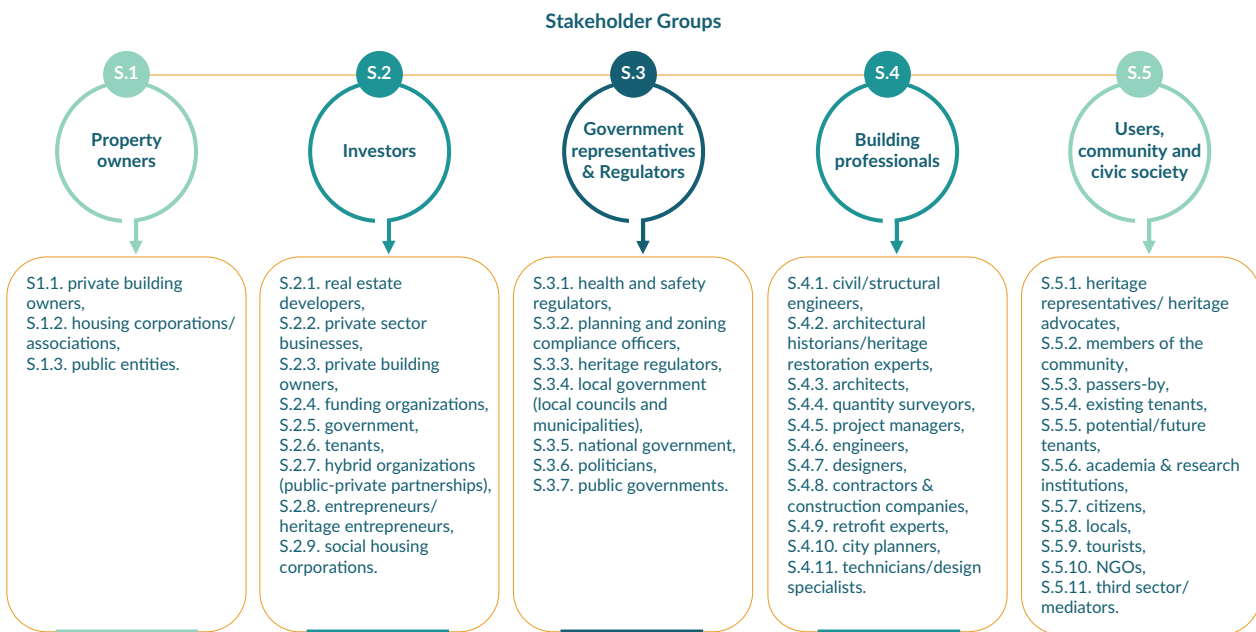 Stakeholder Groups
S.1
Property
owners
S1.1. private building
owners,
S.1.2. housing corporations/
associations,
S.1.3. public entities.
S.2
Investors
S.2.1. real estate
developers,
S.2.2. private sector
businesses,
S.2.3. private building
owners,
S.2.4. funding organizations,
S.2.5. government,
S.2.6. tenants,
S.2.7. hybrid organizations
(public-private partnerships),
S.2.8. entrepreneurs/
heritage entrepreneurs,
S.2.9. social housing
corporations.
S.3
Government
representatives
& Regulators
S.3.1. health and safety
regulators,
S.3.2. planning and zoning
compliance officers,
S.3.3. heritage regulators,
S.3.4. local government
(local councils and
municipalities),
S.3.5. national government,
S.3.6. politicians,
S.3.7. public governments.
S.4
Building
professionals
S.4.1. civil/structural
engineers,
S.4.2. architectural
historians/heritage
restoration experts,
S.4.3. architects,
S.4.4. quantity surveyors,
S.4.5. project managers,
S.4.6. engineers,
S.4.7. designers,
S.4.8. contractors &
construction companies,
S.4.9. retrofit experts,
S.4.10. city planners,
S.4.11. technicians/design
specialists.
S.5
Users,
community and
civic society
S.5.1. heritage
representatives/ heritage
advocates,
S.5.2. members of the
community,
S.5.3. passers-by,
S.5.4. existing tenants,
S.5.5. potential/future
tenants,
S.5.6. academia & research
institutions,
S.5.7. citizens,
S.5.8. locals,
S.5.9. tourists,
S.5.10. NGOs,
S.5.11. third sector/
mediators.